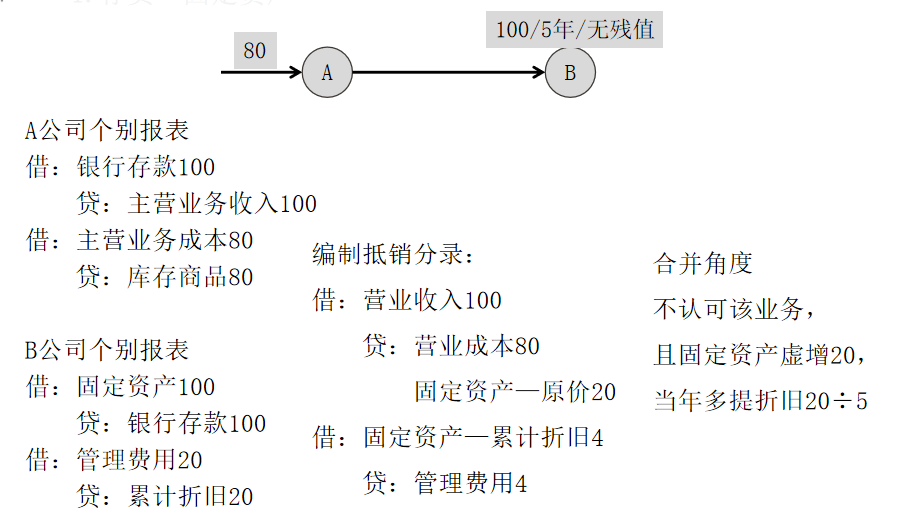 80
A
100/5年/无残值
B
A公司个别报表
借：银行存款100
贷：主营业务收入100
借：主营业务成本80
贷：库存商品80
B公司个别报表
借：固定资产100
贷：银行存款100
借：管理费用20
贷：累计折旧20
编制抵销分录：
借：营业收入100
贷：营业成本80
固定资产—原价20
借：固定资产—累计折旧4
贷：管理费用4
合并角度
不认可该业务，
且固定资产虚增20，
当年多提折旧20÷5